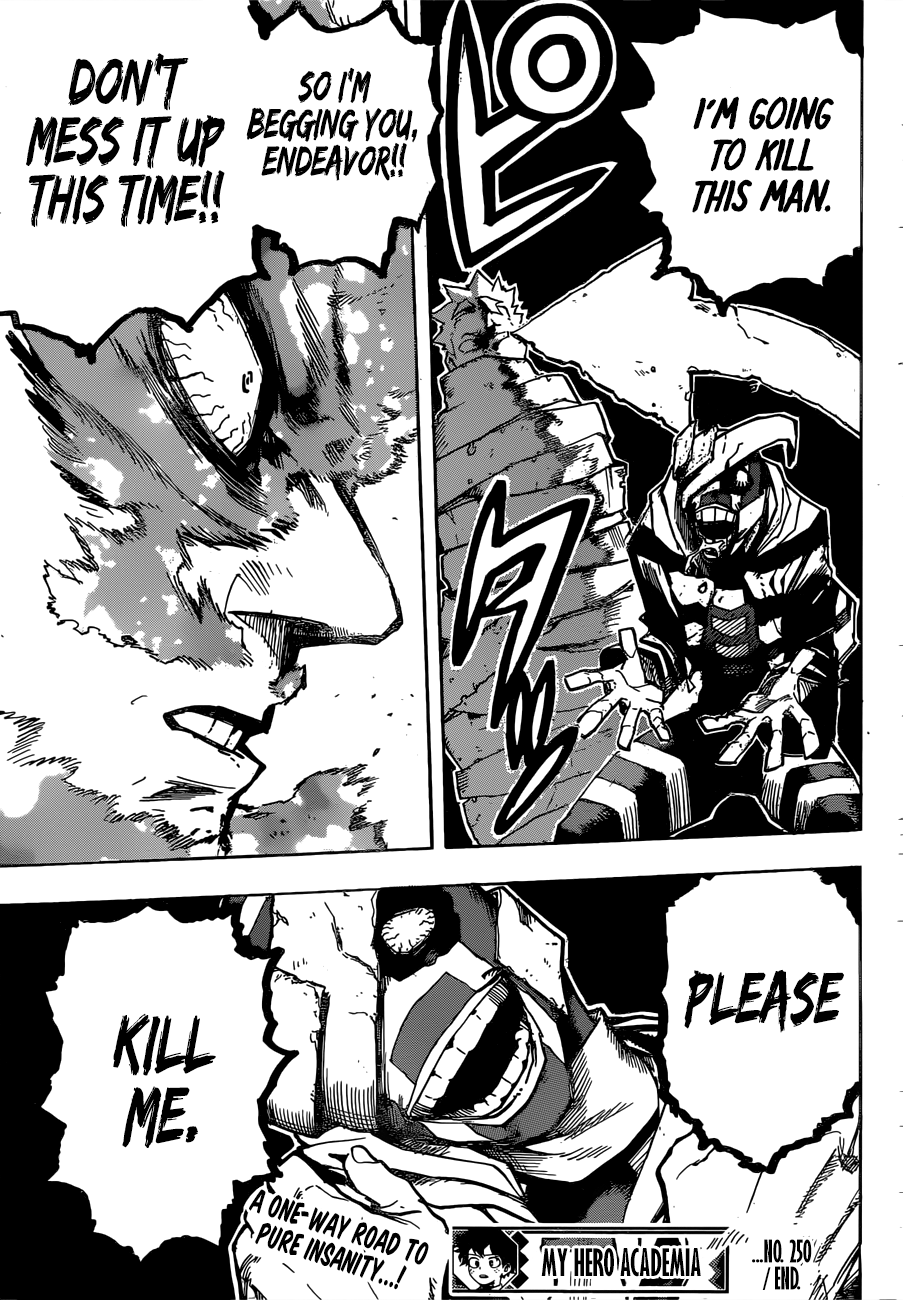 I'M GOING
TO KILL
THIS MAN.
SO I'M
BEGGING YOU,
ENDEAVOR!!
DON'T
MESS IT UP
THIS TIME!!
PLEASE
KILL
ME.
A ONE-WAY ROAD TO
PURE INSANITY...!
MY HERO ACADEMIA
...NO. 250
/ END.